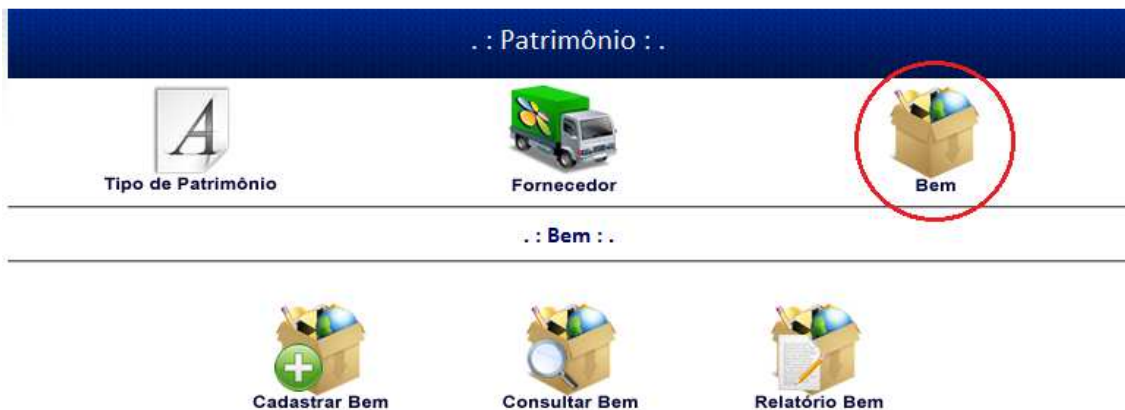 . : Patrimônio : .
Tipo de Patrimônio Fornecedor Bem
. : Bem : .
Cadastrar Bem Consultar Bem Relatório Bem